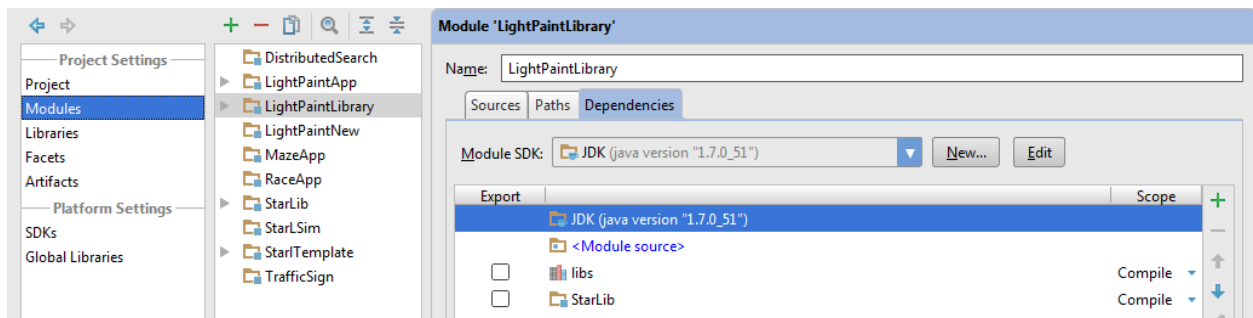 Project Settings
Project
Modules
Libraries
Facets
Artifacts
Platform Settings
SDKs
Global Libraries
DistributedSearch
LightPaintApp
LightPaintLibrary
LightPaintNew
MazeApp
RaceApp
StarLib
StarLSim
StarlTemplate
TrafficSign
Module 'LightPaintLibrary'
Name: LightPaintLibrary
Sources Paths Dependencies
Module SDK: JDK (java version "1.7.0_51") New... Edit
Export Scope
JDK (java version "1.7.0_51")
<Module source>
libs Compile
StarLib Compile